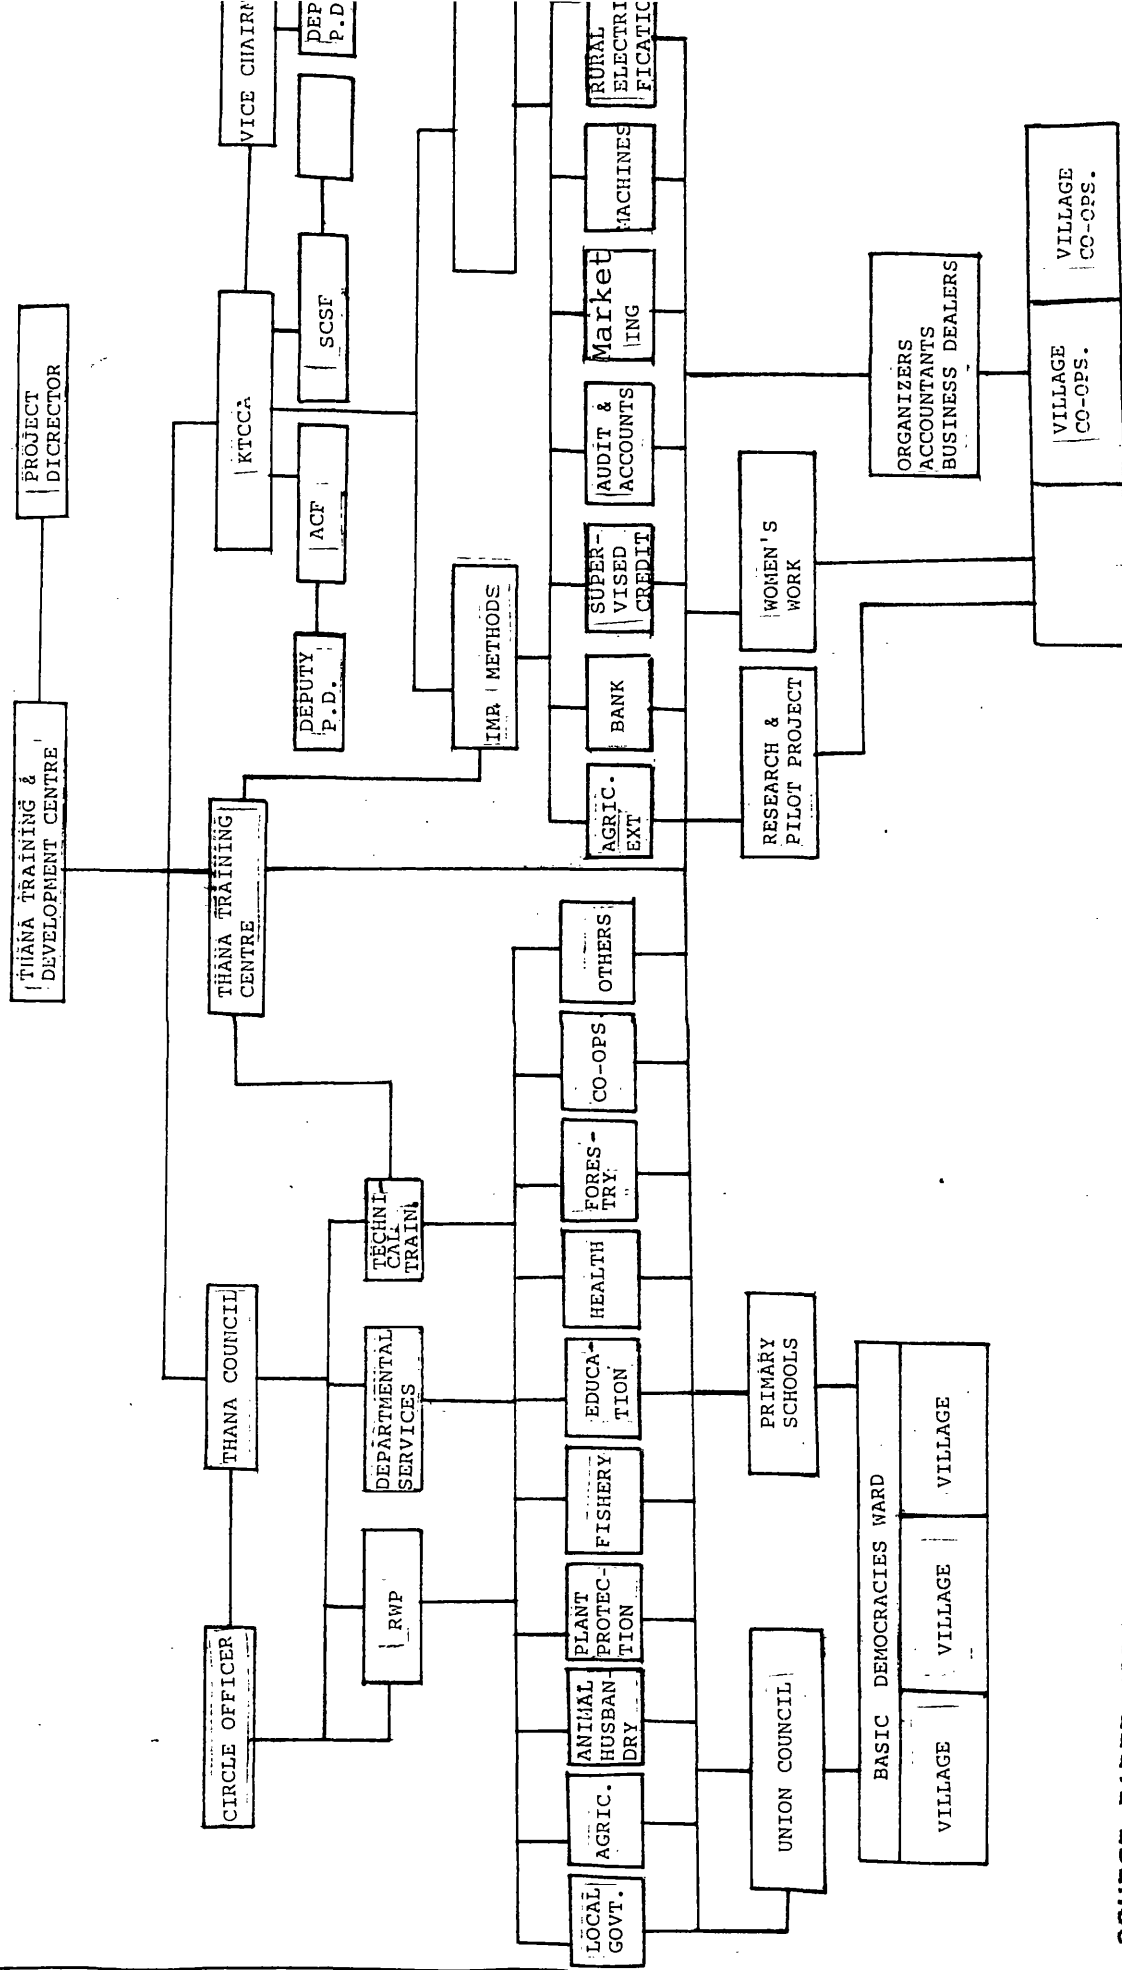 THANA TRAINING &
DEVELOPMENT CENTRE
PROJECT
DICRECTOR
CIRCLE OFFICER
THANA COUNCIL
THANA TRAINING
CENTRE
KTCCA
VICE CHAIRM
DEPUTY
P.D.
ACF
SCSF
DEP
P.D
RWP
DEPARTMENTAL
SERVICES
TECHNI
CAL
TRAIN.
IMP. METHODS
LOCAL
GOVT.
AGRIC.
ANIMAL
HUSBAN-
DRY
PLANT
PROTEC-
TION
FISHERY
EDUCA-
TION
HEALTH
FORES-
TRY
CO-OPS.
OTHERS
AGRIC.
EXT
BANK
SUPER-
VISED
CREDIT
AUDIT &
ACCOUNTS
Market
ING
MACHINES
RURAL
ELECTRI
FICATIO
UNION COUNCIL
PRIMARY
SCHOOLS
RESEARCH &
PILOT PROJECT
WOMEN'S
WORK
ORGANIZERS
ACCOUNTANTS
BUSINESS DEALERS
BASIC DEMOCRACIES WARD
VILLAGE
VILLAGE
VILLAGE
VILLAGE
CO-OPS.
VILLAGE
CO-OPS.